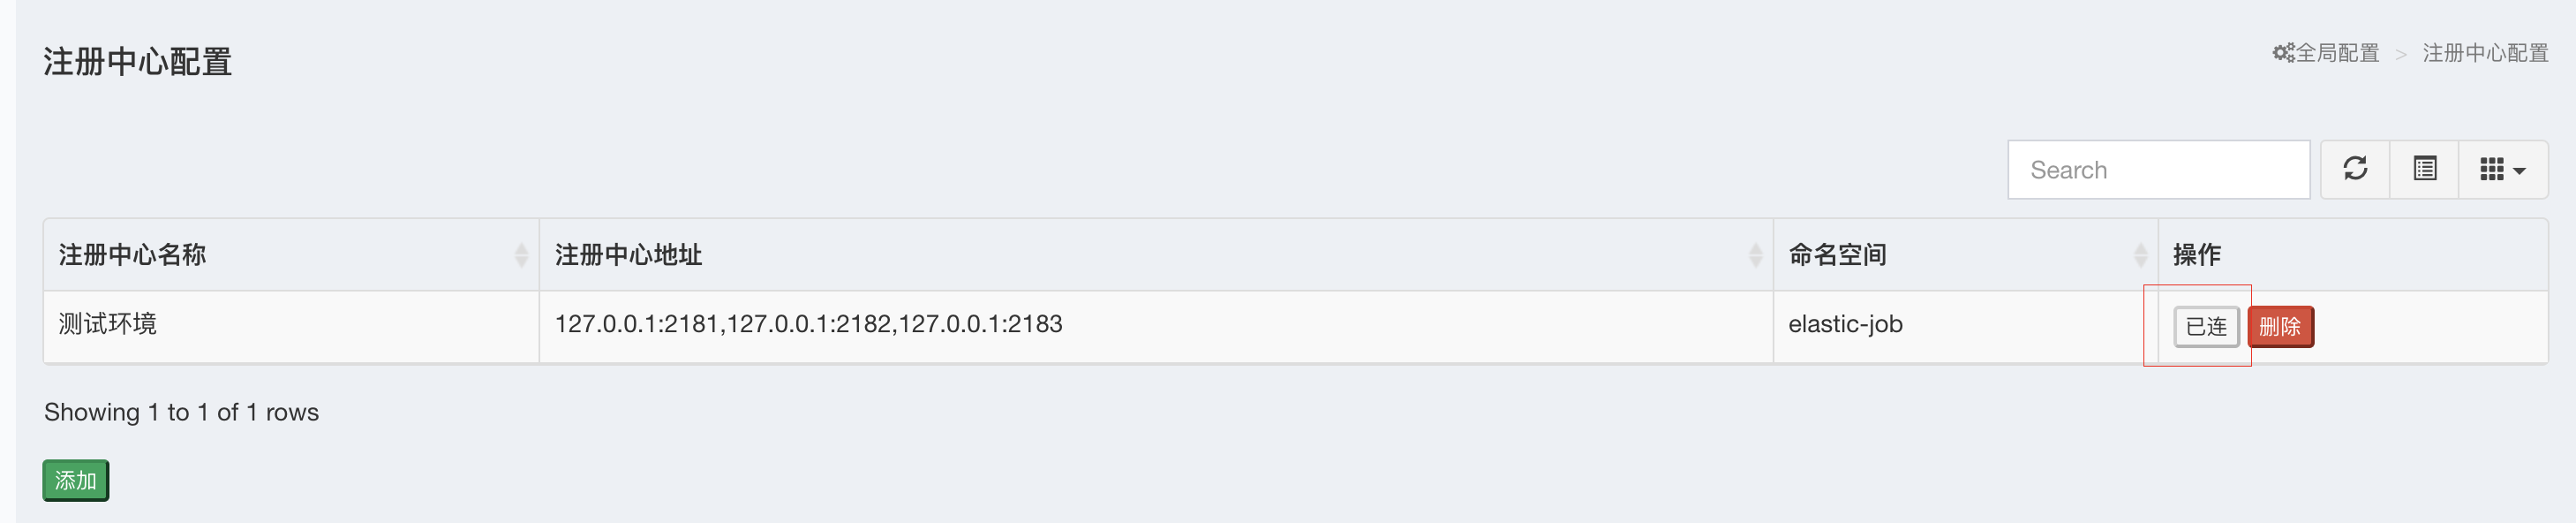 注册中心配置
全局配置 > 注册中心配置
Search
注册中心名称 注册中心地址 命名空间 操作
测试环境 127.0.0.1:2181,127.0.0.1:2182,127.0.0.1:2183 elastic-job 已连 删除
Showing 1 to 1 of 1 rows
添加